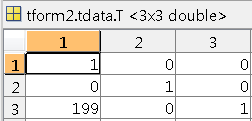 tform2.tdata.T <3x3 double>
1 2 3
1 1 0 0
2 0 1 0
3 199 0 1